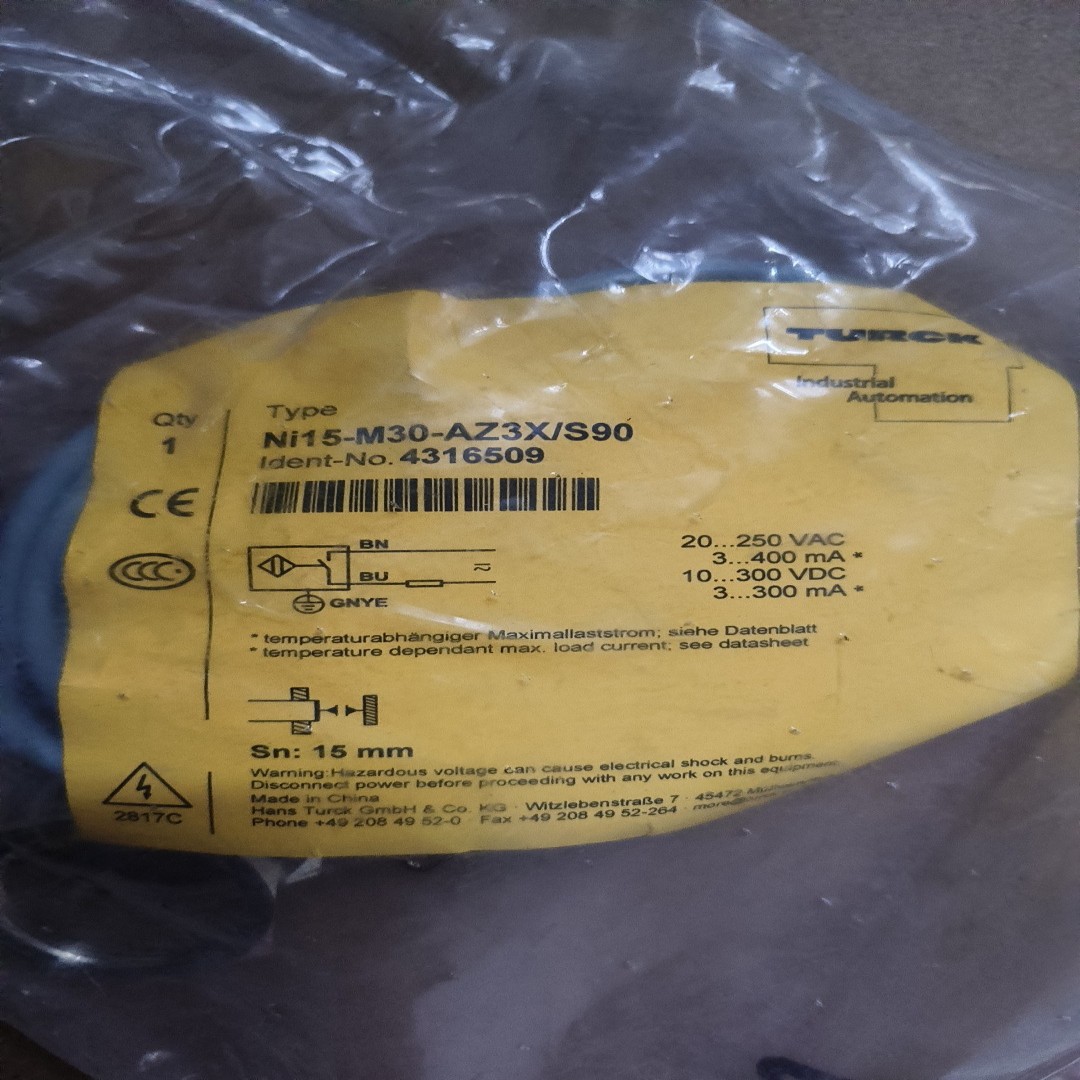 TURCK
Industrial
Automation
Qty
1
Type
Ni15-M30-AZ3X/S90
Ident-No. 4316509
CE
CCC
BN
BU
GNYE
20...250 VAC
3...400 mA *
10...300 VDC
3...300 mA *
* temperaturabhängiger Maximallaststrom; siehe Datenblatt
* temperature dependant max. load current; see datasheet
Sn: 15 mm
Warning:Hazardous voltage can cause electrical shock and burns.
Disconnect power before proceeding with any work on this equipment
Made in China
Hans Turck GmbH & Co. KG · Witzlebenstraße 7 · 45472
Phone +49 208 49 52-0 · Fax +49 208 49 52-264 ·
2817C